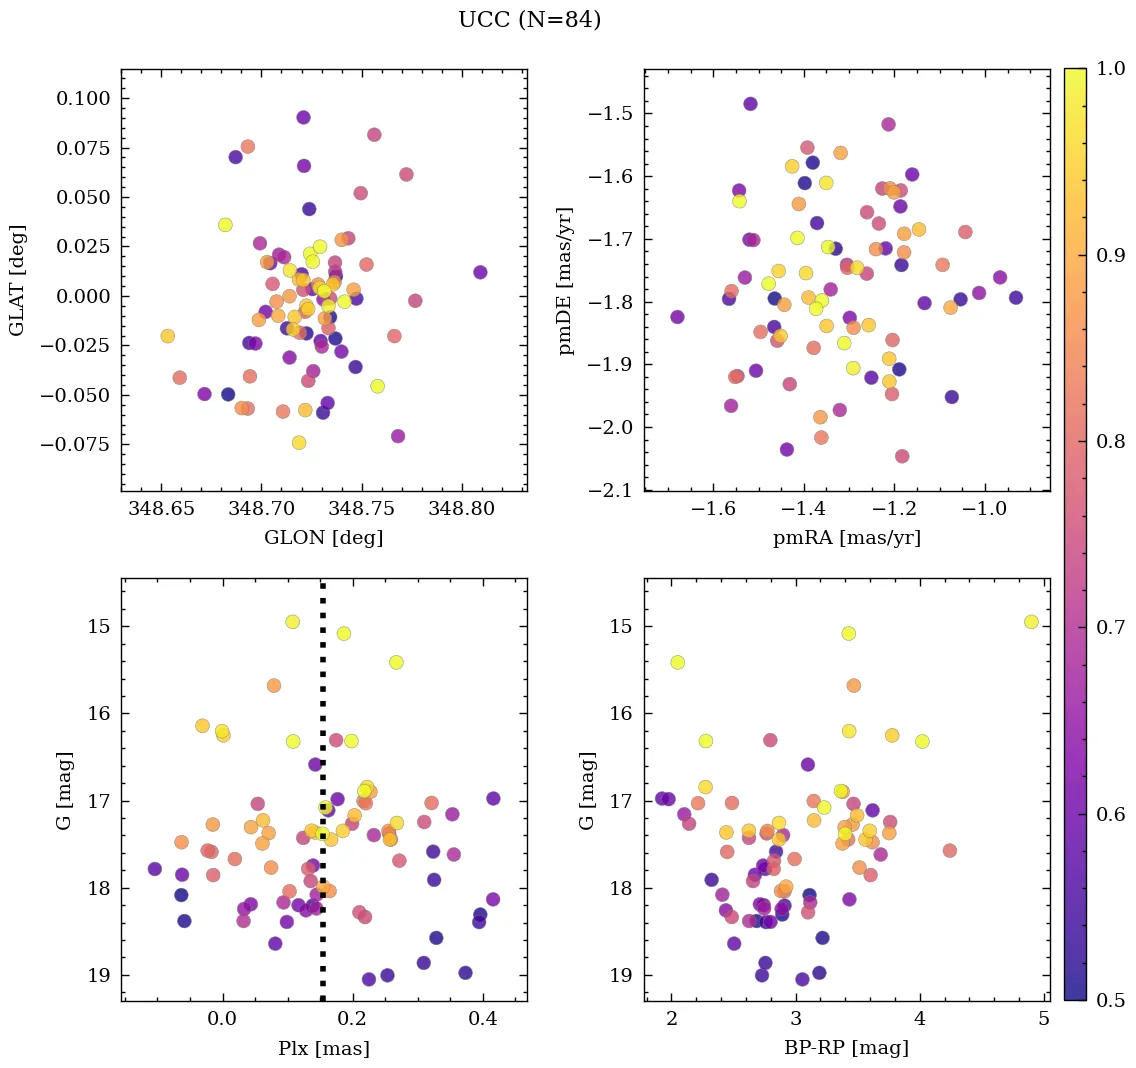 UCC (N=84)
0.100
0.075
0.050
0.025
0.000
−0.025
−0.050
−0.075
GLAT [deg]
348.65 348.70 348.75 348.80
GLON [deg]
−1.5
−1.6
−1.7
−1.8
−1.9
−2.0
−2.1
pmDE [mas/yr]
−1.6 −1.4 −1.2 −1.0
pmRA [mas/yr]
15
16
17
18
19
G [mag]
0.0 0.2 0.4
Plx [mas]
15
16
17
18
19
G [mag]
2 3 4 5
BP-RP [mag]
1.0
0.9
0.8
0.7
0.6
0.5